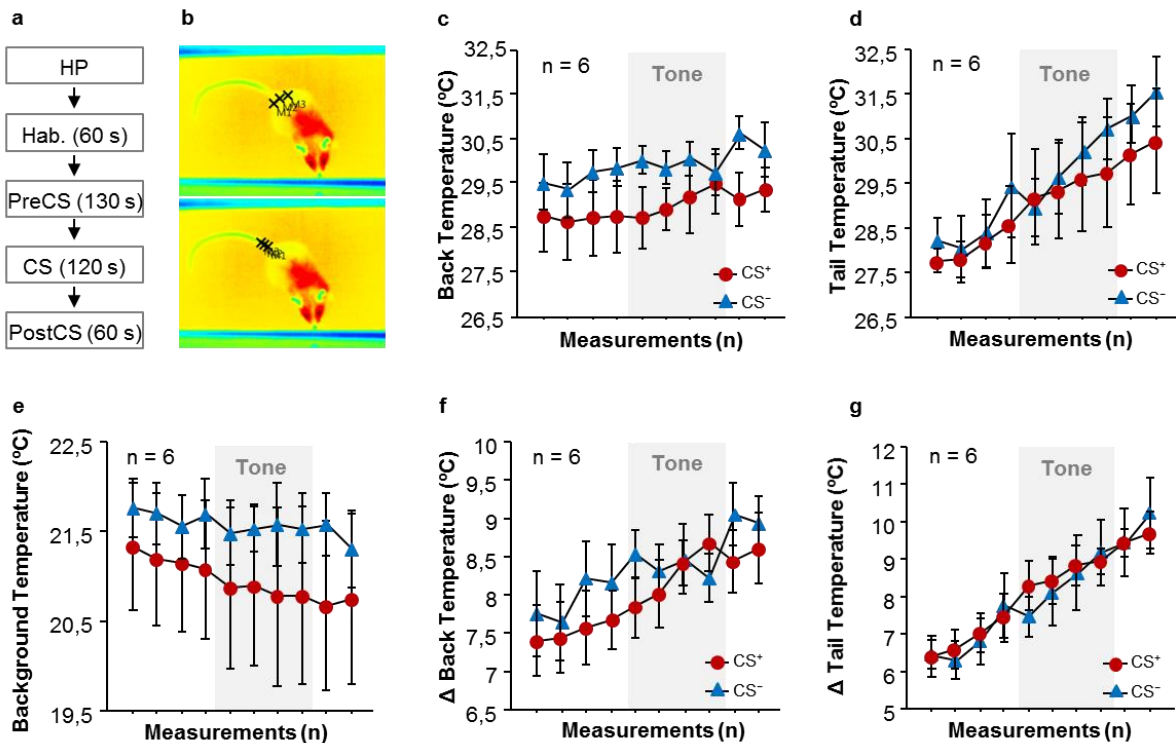 a
HP
Hab. (60 s)
PreCS (130 s)
CS (120 s)
PostCS (60 s)
b
c
Back Temperature (ºC)
32,5
31,5
30,5
29,5
28,5
27,5
26,5
n = 6
Tone
CS⁺
CS⁻
Measurements (n)
d
Tail Temperature (ºC)
32,5
31,5
30,5
29,5
28,5
27,5
26,5
n = 6
Tone
CS⁺
CS⁻
Measurements (n)
e
Background Temperature (ºC)
22,5
21,5
20,5
19,5
n = 6
Tone
Measurements (n)
f
Δ Back Temperature (ºC)
10
9,5
9
8,5
8
7,5
7
6,5
n = 6
Tone
CS⁺
CS⁻
Measurements (n)
g
Δ Tail Temperature (ºC)
12
11
10
9
8
7
6
5
n = 6
Tone
CS⁺
CS⁻
Measurements (n)